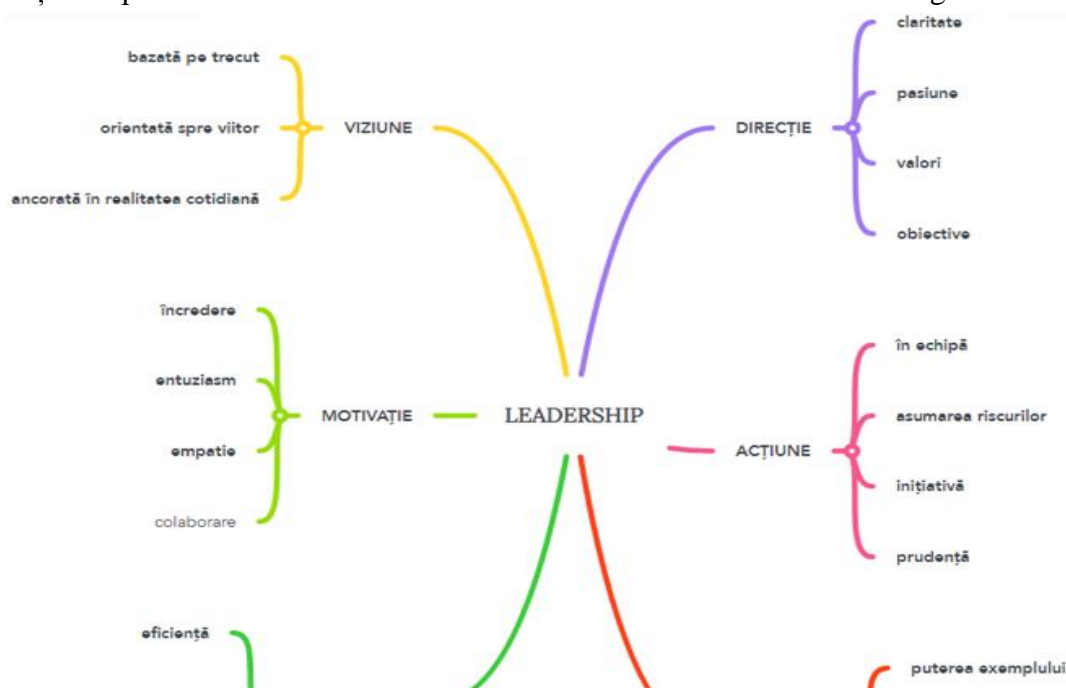 claritate
bazată pe trecut
pasiune
orientată spre viitor
VIZIUNE
DIRECȚIE
valori
ancorată în realitatea cotidiană
obiective
încredere
în echipă
entuziasm
MOTIVAȚIE
LEADERSHIP
asumarea riscurilor
empatie
ACȚIUNE
inițiativă
colaborare
prudență
eficiență
puterea exemplului